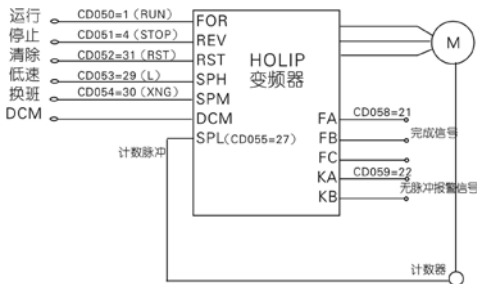 运行 CD050=1 (RUN) FOR
停止 CD051=4 (STOP) REV
清除 CD052=31 (RST) RST
低速 CD053=29 (L) SPH
换班 CD054=30 (XNG) SPM
DCM DCM
计数脉冲 SPL(CD055=27)
HOLIP
变频器
M
FA CD058=21
FB 完成信号
FC
KA CD059=22
KB 无脉冲报警信号
计数器